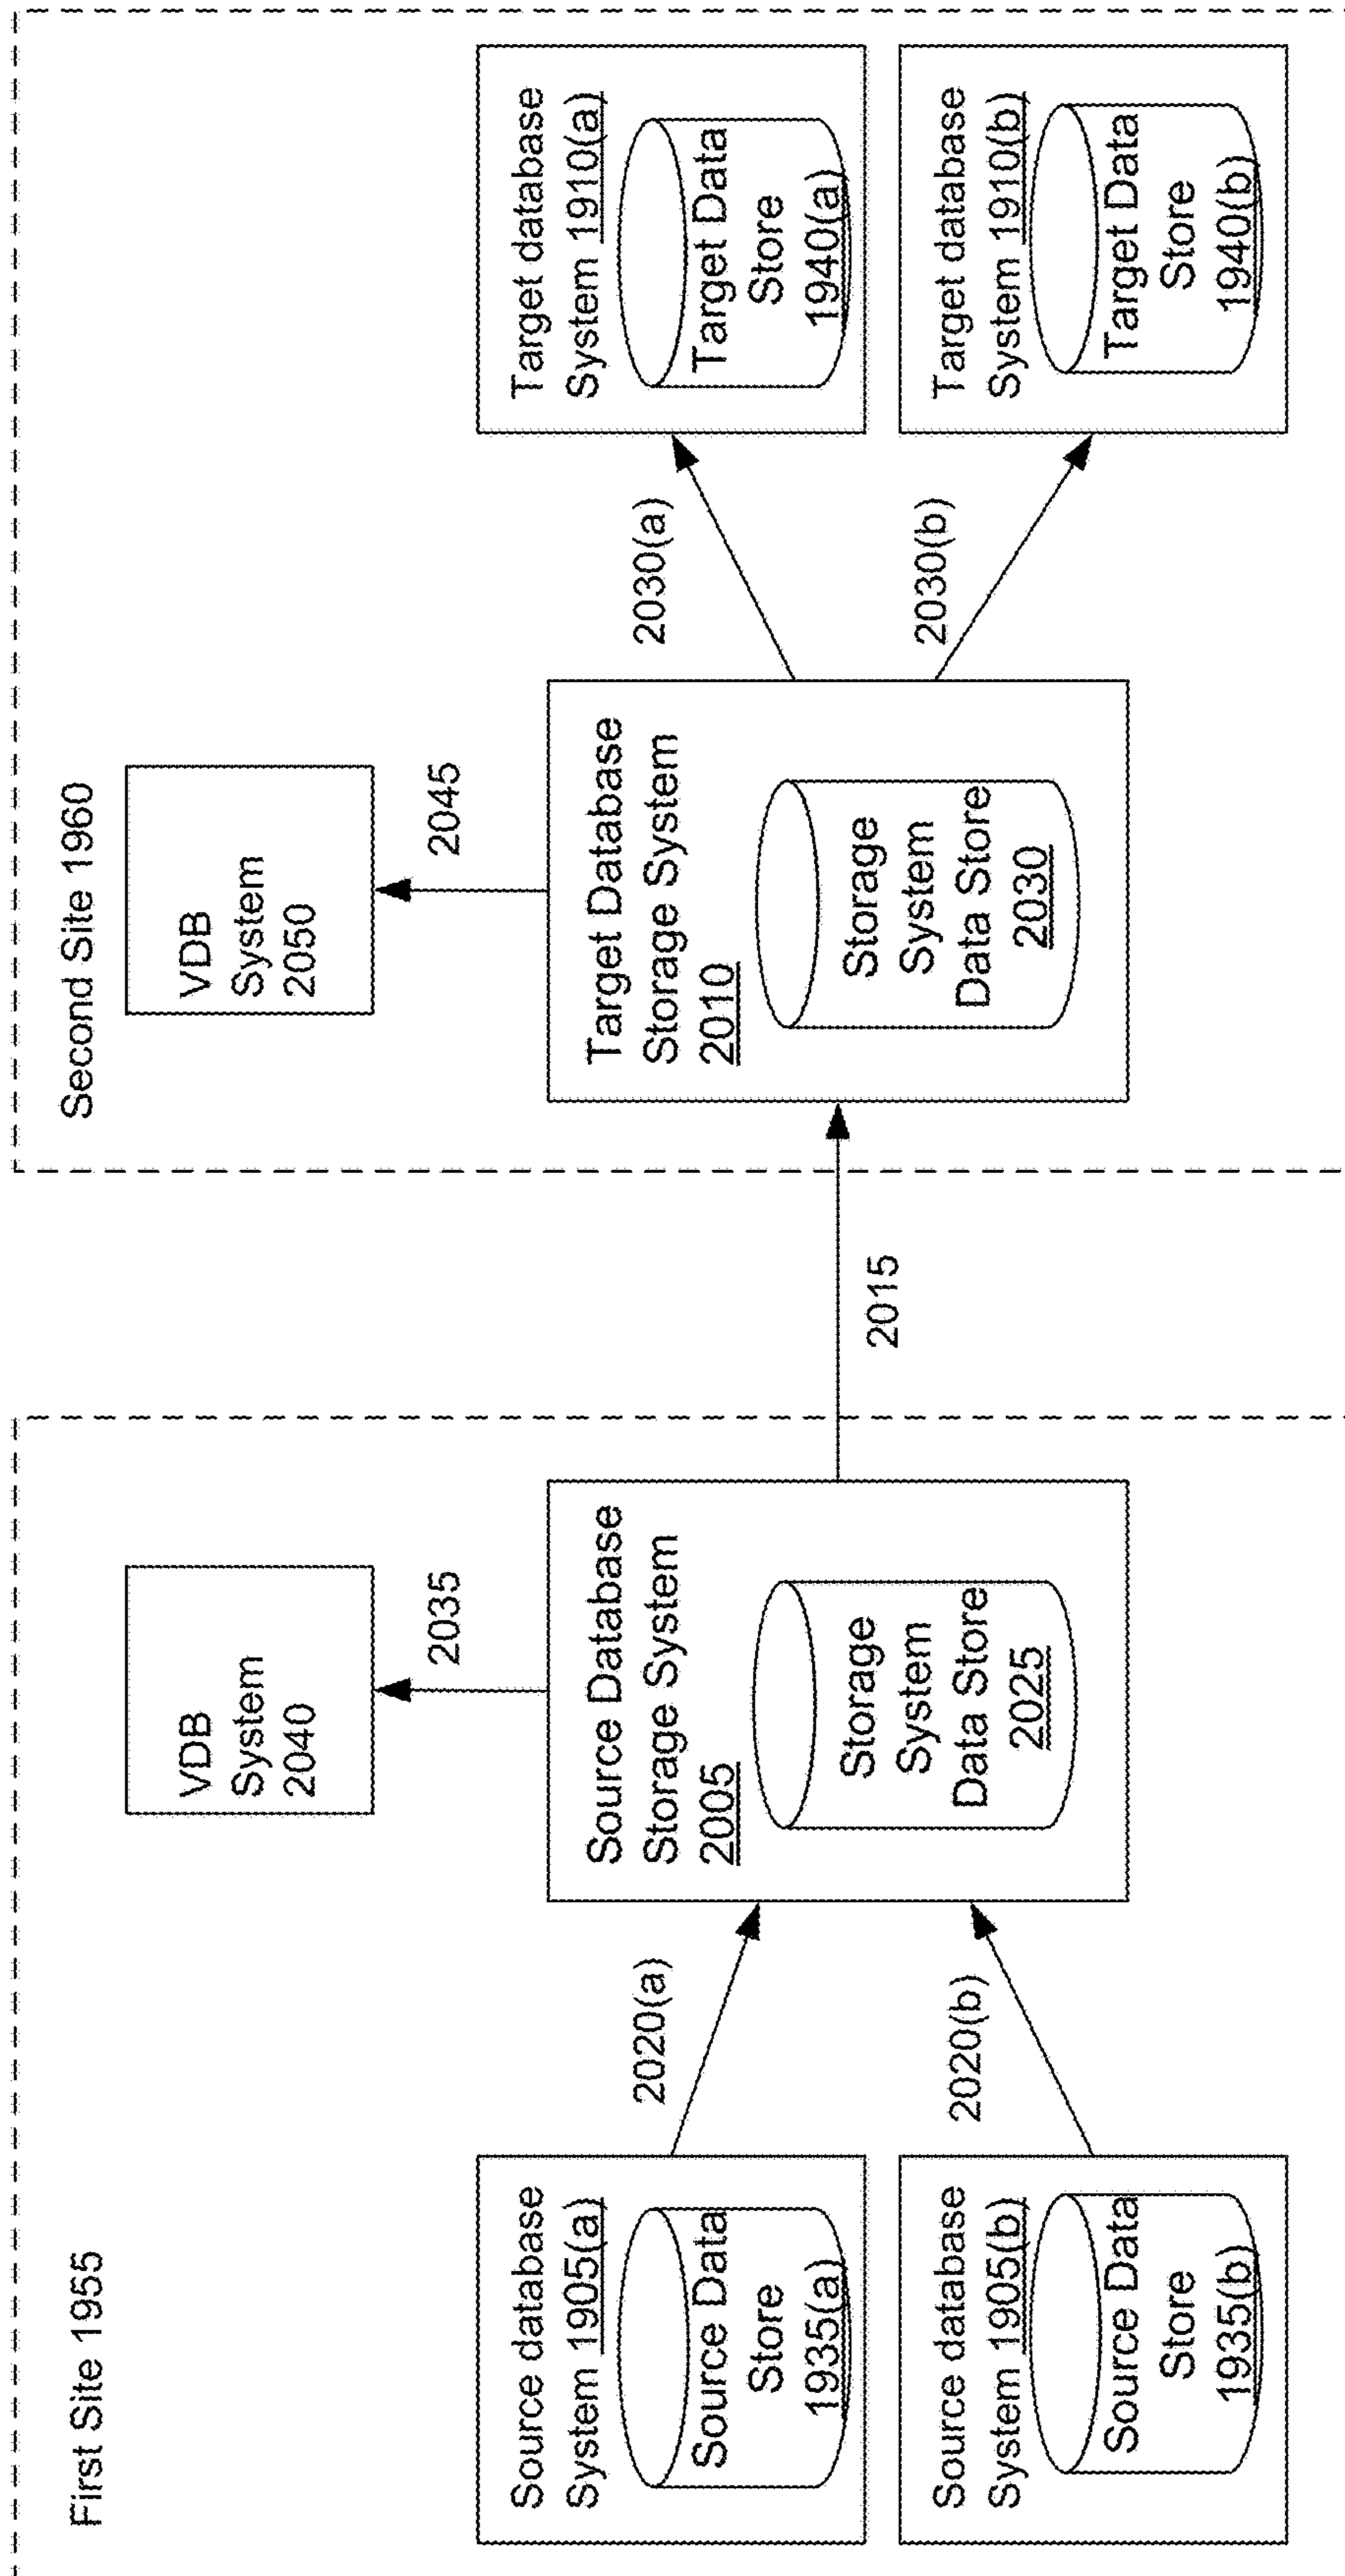 First Site 1955
VDB
System
2040
2035
Source database
System 1905(a)
Source Data
Store
1935(a)
2020(a)
Source Database
Storage System
2005
Storage
System
Data Store
2025
Source database
System 1905(b)
Source Data
Store
1935(b)
2020(b)
2015
Second Site 1960
VDB
System
2050
2045
Target Database
Storage System
2010
Storage
System
Data Store
2030
2030(a)
Target database
System 1910(a)
Target Data
Store
1940(a)
2030(b)
Target database
System 1910(b)
Target Data
Store
1940(b)